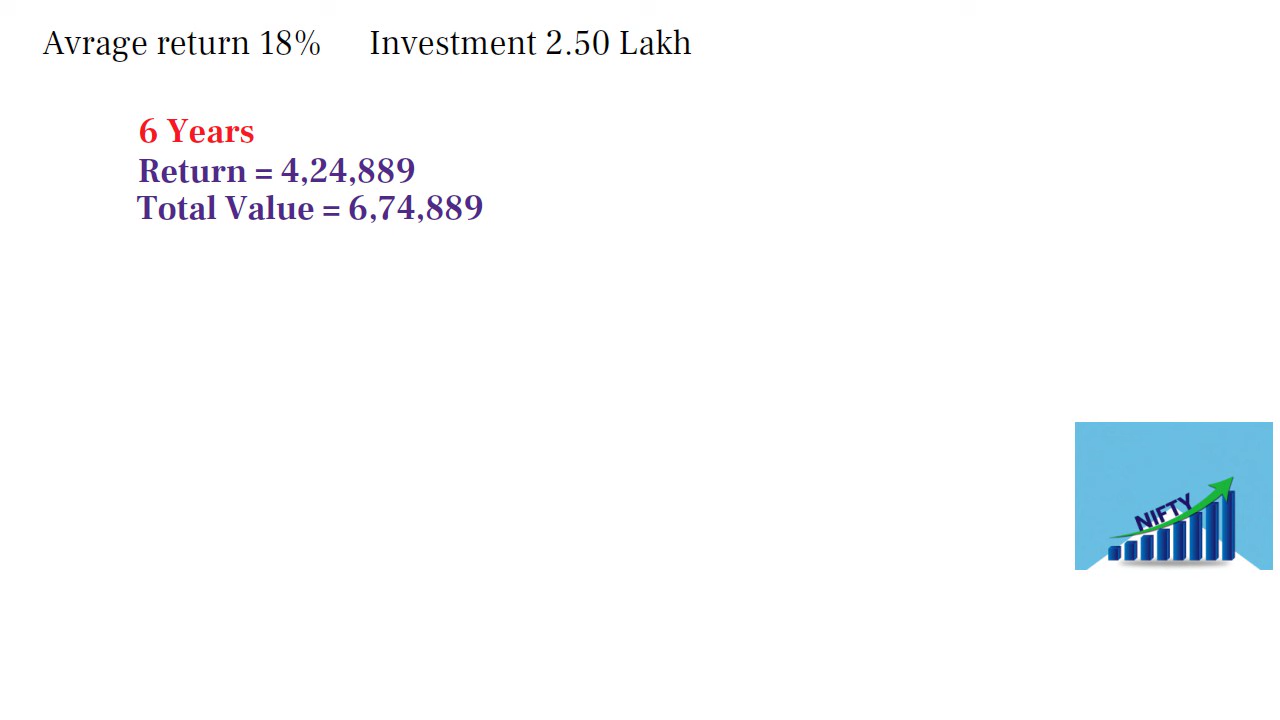 Avrage return 18% Investment 2.50 Lakh
6 Years
Return = 4,24,889
Total Value = 6,74,889
NIFTY